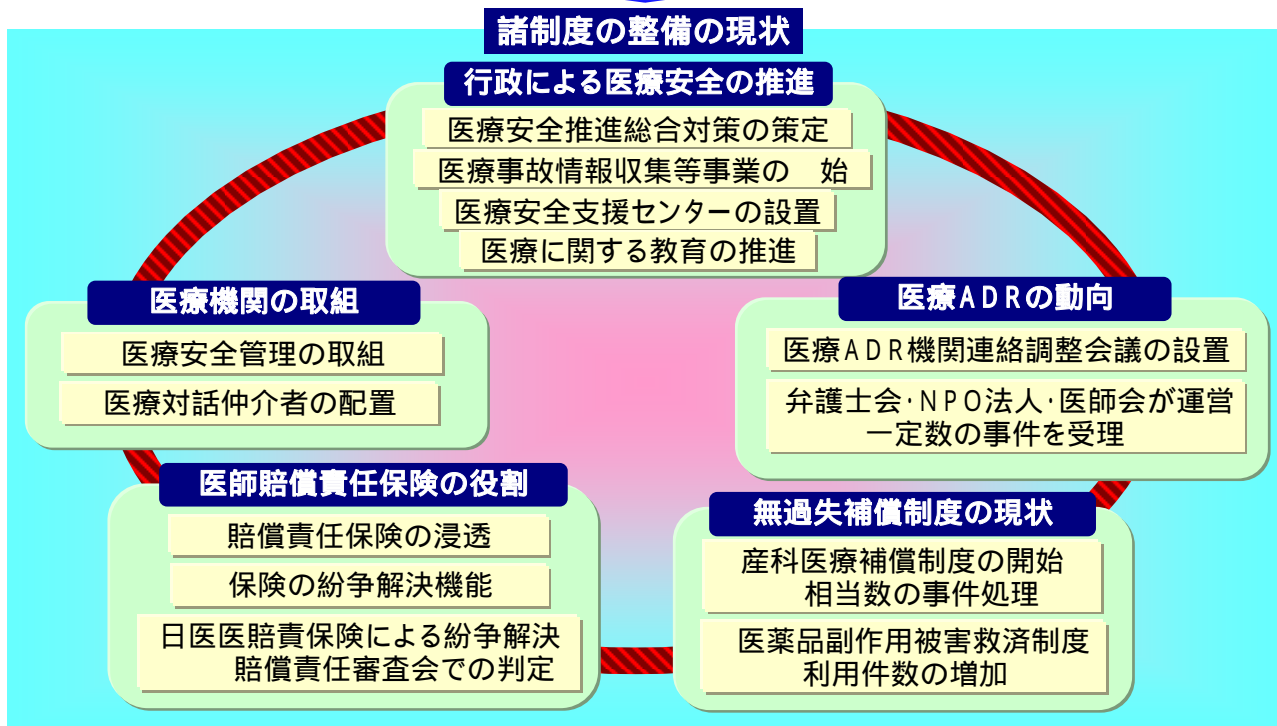 諸制度の整備の現状
行政による医療安全の推進
医療安全推進総合対策の策定
医療事故情報収集等事業の　始
医療安全支援センターの設置
医療に関する教育の推進
医療機関の取組
医療安全管理の取組
医療対話仲介者の配置
医療ADRの動向
医療ADR機関連絡調整会議の設置
弁護士会・NPO法人・医師会が運営
一定数の事件を受理
医師賠償責任保険の役割
賠償責任保険の浸透
保険の紛争解決機能
日医医賠責保険による紛争解決
賠償責任審査会での判定
無過失補償制度の現状
産科医療補償制度の開始
相当数の事件処理
医薬品副作用被害救済制度
利用件数の増加